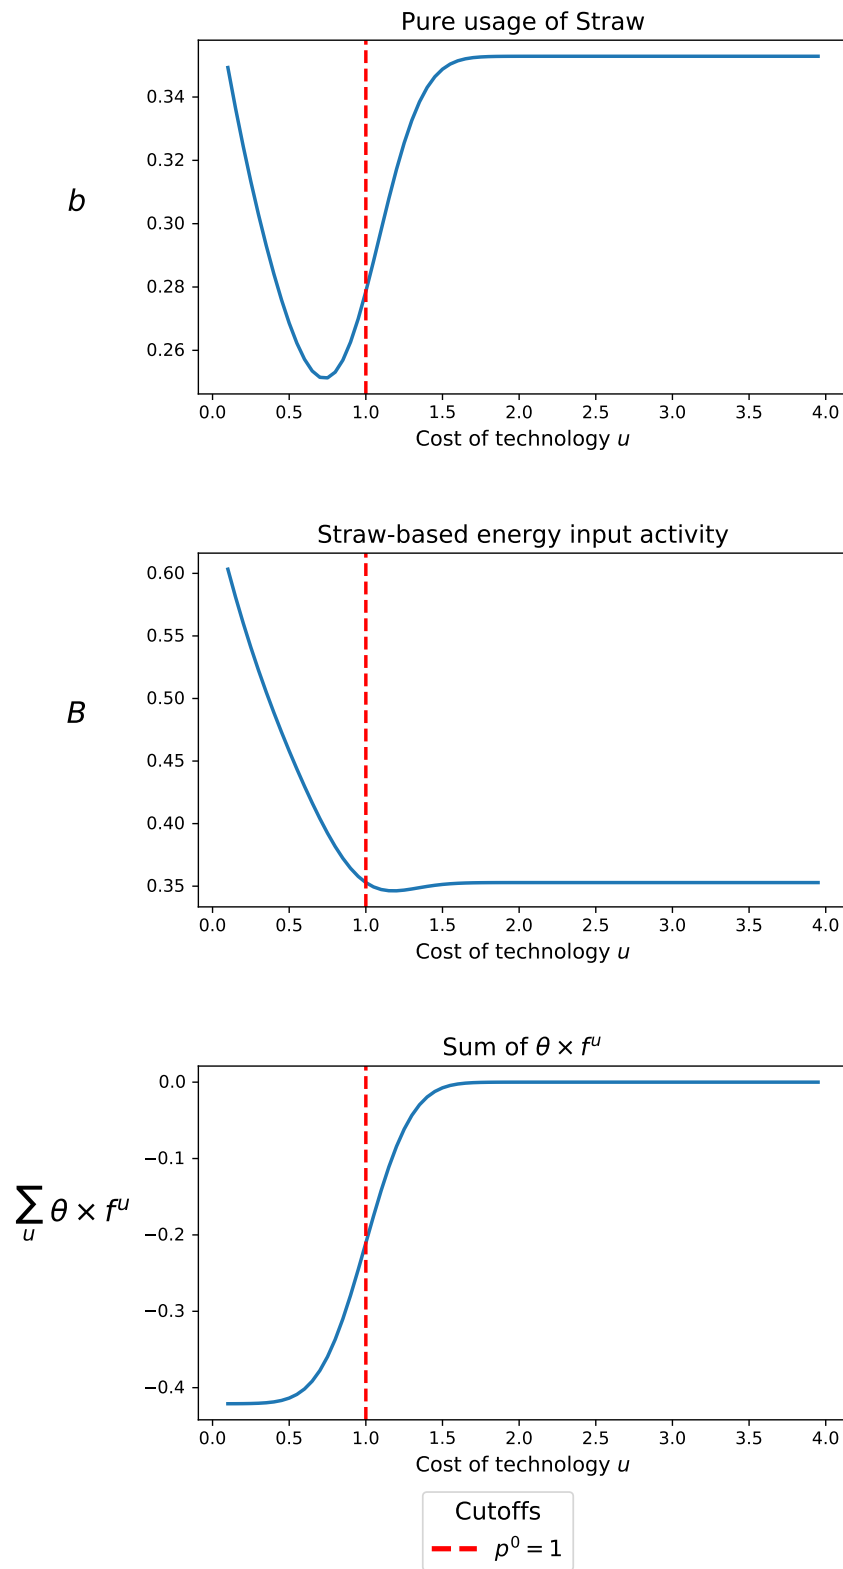 Pure usage of Straw
b
0.34
0.32
0.30
0.28
0.26
0.0 0.5 1.0 1.5 2.0 2.5 3.0 3.5 4.0
Cost of technology u
Straw-based energy input activity
B
0.60
0.55
0.50
0.45
0.40
0.35
0.0 0.5 1.0 1.5 2.0 2.5 3.0 3.5 4.0
Cost of technology u
Sum of θ × fᵘ
∑ θ × fᵘ
u
0.0
−0.1
−0.2
−0.3
−0.4
0.0 0.5 1.0 1.5 2.0 2.5 3.0 3.5 4.0
Cost of technology u
Cutoffs
p⁰ = 1